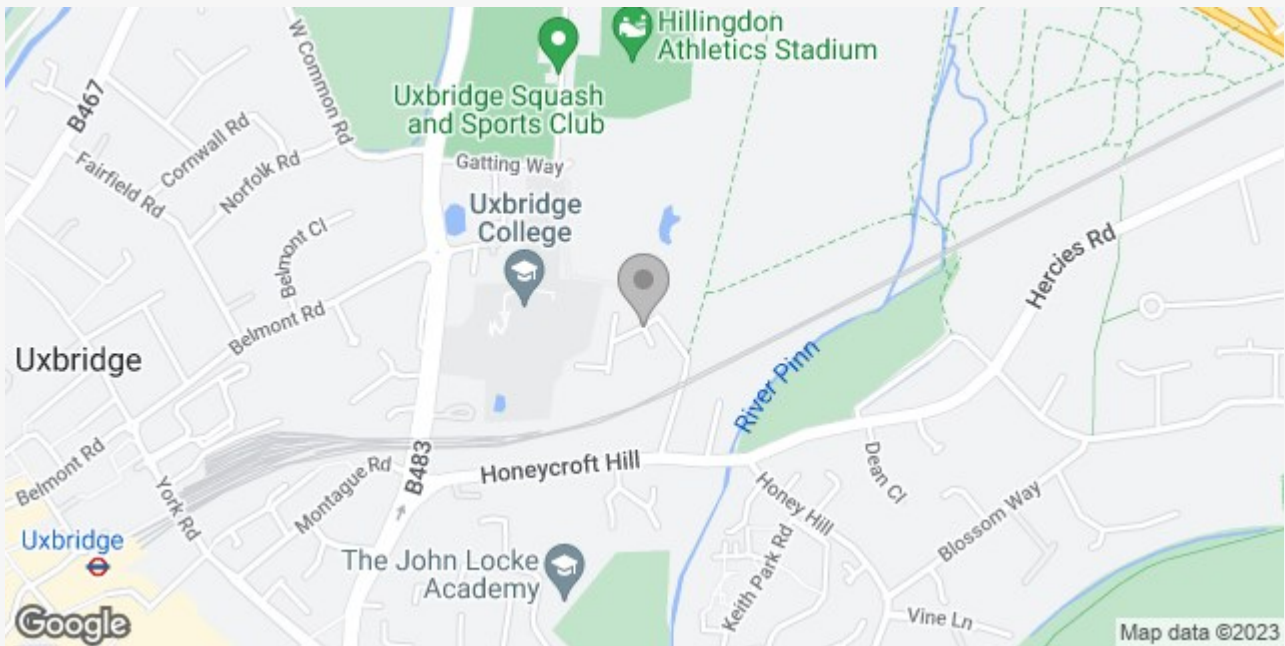 Hillingdon
Athletics Stadium
W Common Rd
B467
Uxbridge Squash
and Sports Club
Cornwall Rd
Gatting Way
Fairfield Rd
Norfolk Rd
Uxbridge
College
Belmont Cl
Hercies Rd
Belmont Rd
Uxbridge
River Pinn
B483
Belmont Rd
York Rd
Montague Rd
Honeycroft Hill
Dean Cl
Honey Hill
Blossom Way
Uxbridge
The John Locke
Academy
Keith Park Rd
Vine Ln
Google
Map data ©2023